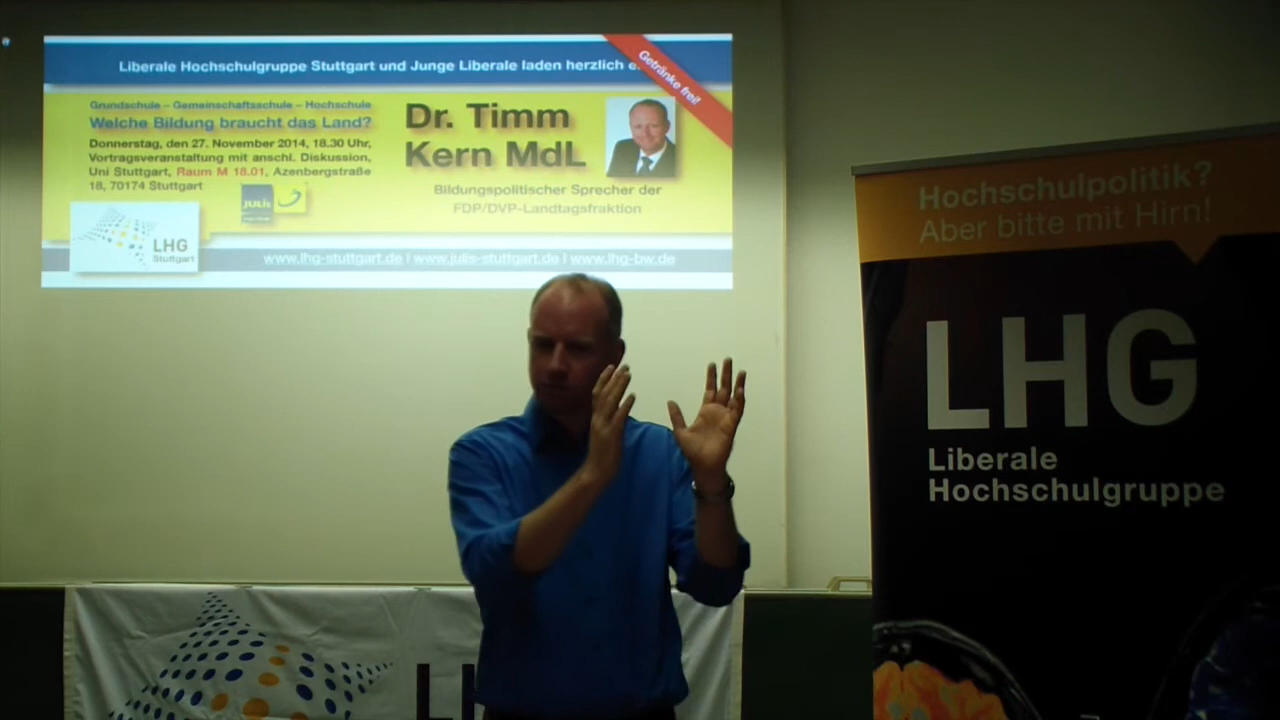 Liberale Hochschulgruppe Stuttgart und Junge Liberale laden herzlich
Getränke frei!
Grundschule – Gemeinschaftsschule – Hochschule
Welche Bildung braucht das Land?
Donnerstag, den 27. November 2014, 18.30 Uhr,
Vortragsveranstaltung mit anschl. Diskussion,
Uni Stuttgart, Raum M 18.01, Azenbergstraße
18, 70174 Stuttgart
Dr. Timm
Kern MdL
Bildungspolitischer Sprecher der
FDP/DVP-Landtagsfraktion
JULIS
LHG
Stuttgart
www.lhg-stuttgart.de | www.julis-stuttgart.de | www.lhg-bw.de
Hochschulpolitik?
Aber bitte mit Hirn!
LHG
Liberale
Hochschulgruppe